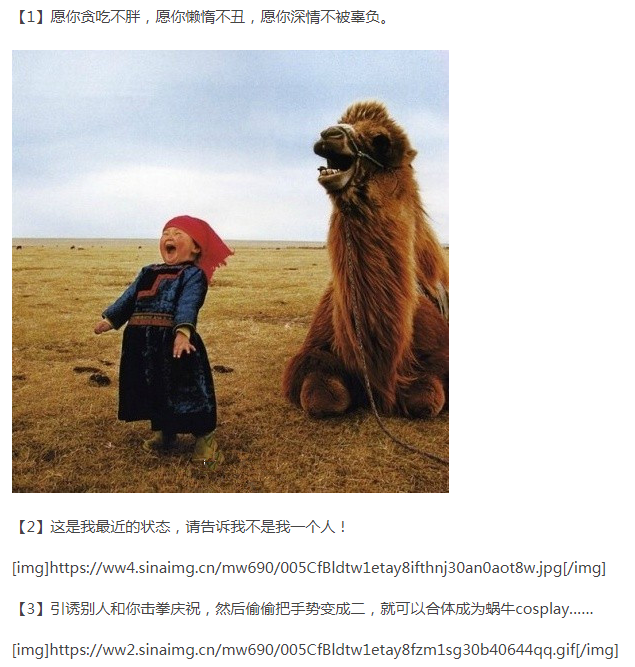 【1】愿你贪吃不胖，愿你懒惰不丑，愿你深情不被辜负。
【2】这是我最近的状态，请告诉我不是我一个人！
[img]https://ww4.sinaimg.cn/mw690/005CfBldtw1etay8ifthnj30an0aot8w.jpg[/img]
【3】引诱别人和你击拳庆祝，然后偷偷把手势变成二，就可以合体成为蜗牛cosplay......
[img]https://ww2.sinaimg.cn/mw690/005CfBldtw1etay8fzm1sg30b40644qq.gif[/img]